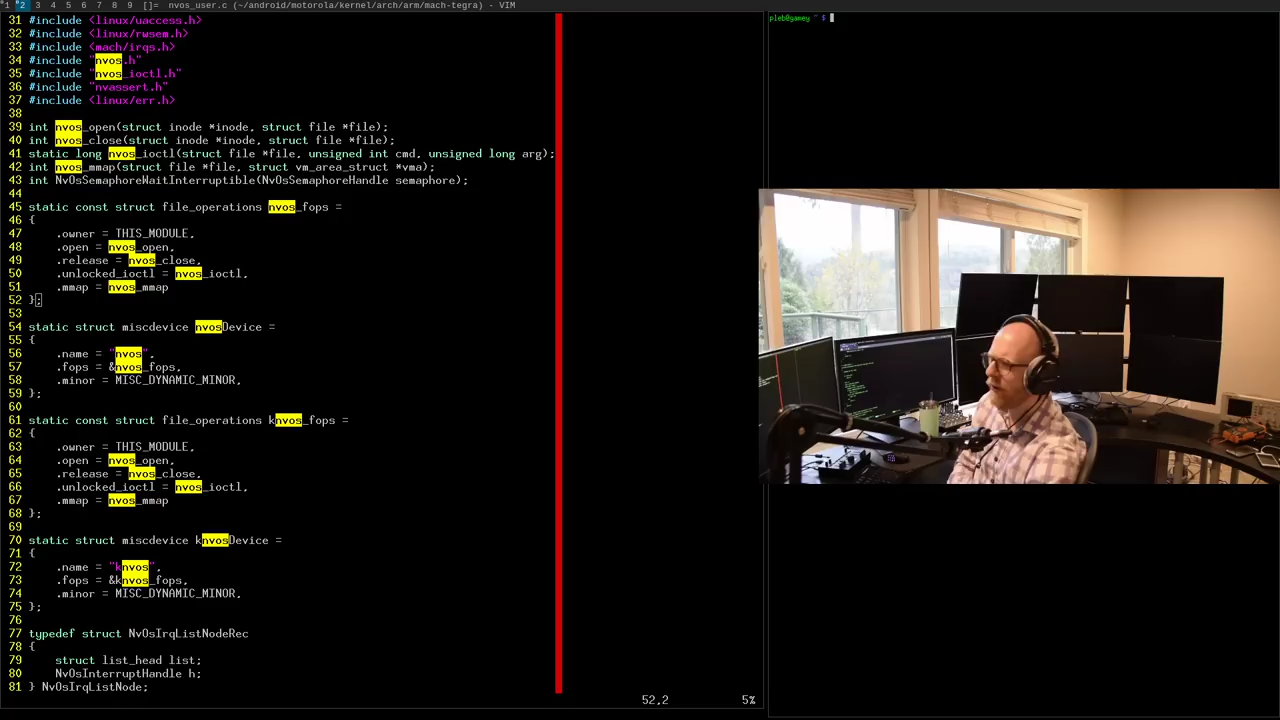 1 2 3 4 5 6 7 8 9 []= nvos_user.c (~/android/motorola/kernel/arch/arm/mach-tegra) - VIM
31 #include <linux/uaccess.h>
32 #include <linux/rwsem.h>
33 #include <mach/irqs.h>
34 #include "nvos.h"
35 #include "nvos_ioctl.h"
36 #include "nvassert.h"
37 #include <linux/err.h>
38
39 int nvos_open(struct inode *inode, struct file *file);
40 int nvos_close(struct inode *inode, struct file *file);
41 static long nvos_ioctl(struct file *file, unsigned int cmd, unsigned long arg);
42 int nvos_mmap(struct file *file, struct vm_area_struct *vma);
43 int NvOsSemaphoreWaitInterruptible(NvOsSemaphoreHandle semaphore);
44
45 static const struct file_operations nvos_fops =
46 {
47 .owner = THIS_MODULE,
48 .open = nvos_open,
49 .release = nvos_close,
50 .unlocked_ioctl = nvos_ioctl,
51 .mmap = nvos_mmap
52 };
53
54 static struct miscdevice nvosDevice =
55 {
56 .name = "nvos",
57 .fops = &nvos_fops,
58 .minor = MISC_DYNAMIC_MINOR,
59 };
60
61 static const struct file_operations knvos_fops =
62 {
63 .owner = THIS_MODULE,
64 .open = nvos_open,
65 .release = nvos_close,
66 .unlocked_ioctl = nvos_ioctl,
67 .mmap = nvos_mmap
68 };
69
70 static struct miscdevice knvosDevice =
71 {
72 .name = "knvos",
73 .fops = &knvos_fops,
74 .minor = MISC_DYNAMIC_MINOR,
75 };
76
77 typedef struct NvOsIrqListNodeRec
78 {
79 struct list_head list;
80 NvOsInterruptHandle h;
81 } NvOsIrqListNode;
52,2 5%
pleb@gamey ~ $